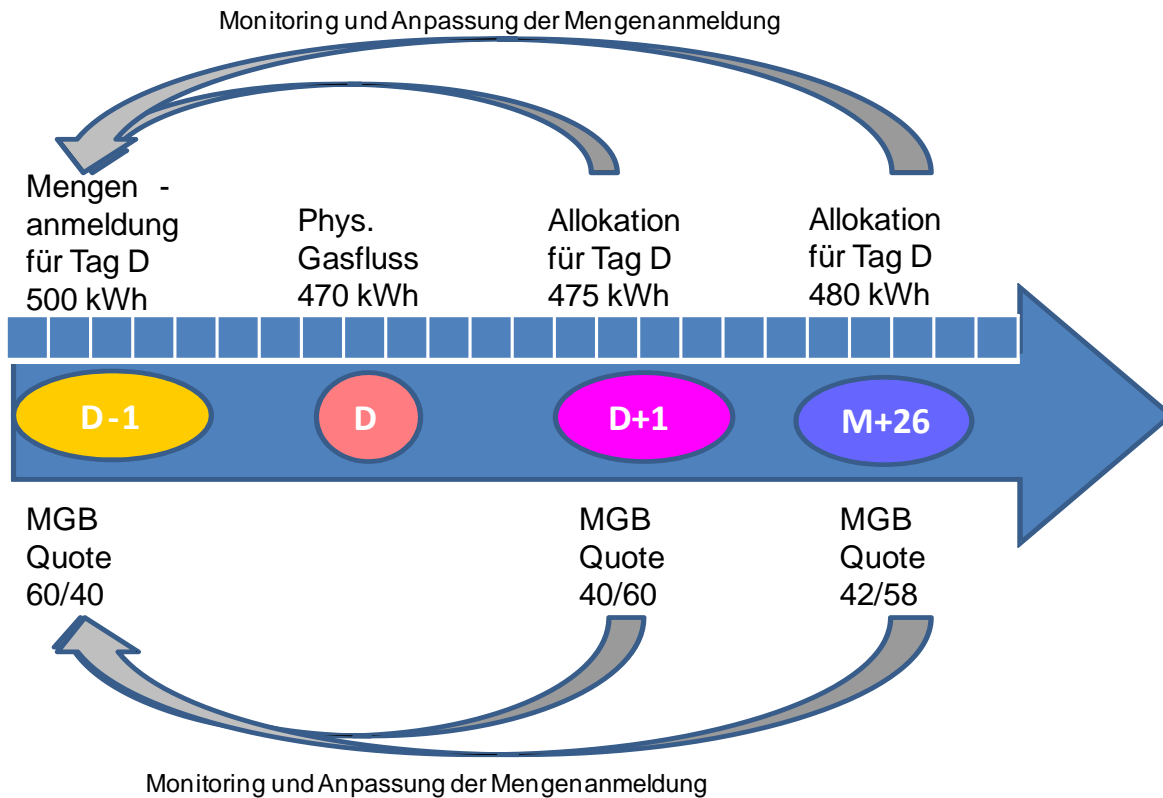 Monitoring und Anpassung der Mengenanmeldung
Mengen -
anmeldung
für Tag D
500 kWh
Phys.
Gasfluss
470 kWh
Allokation
für Tag D
475 kWh
Allokation
für Tag D
480 kWh
D-1
D
D+1
M+26
MGB
Quote
60/40
MGB
Quote
40/60
MGB
Quote
42/58
Monitoring und Anpassung der Mengenanmeldung